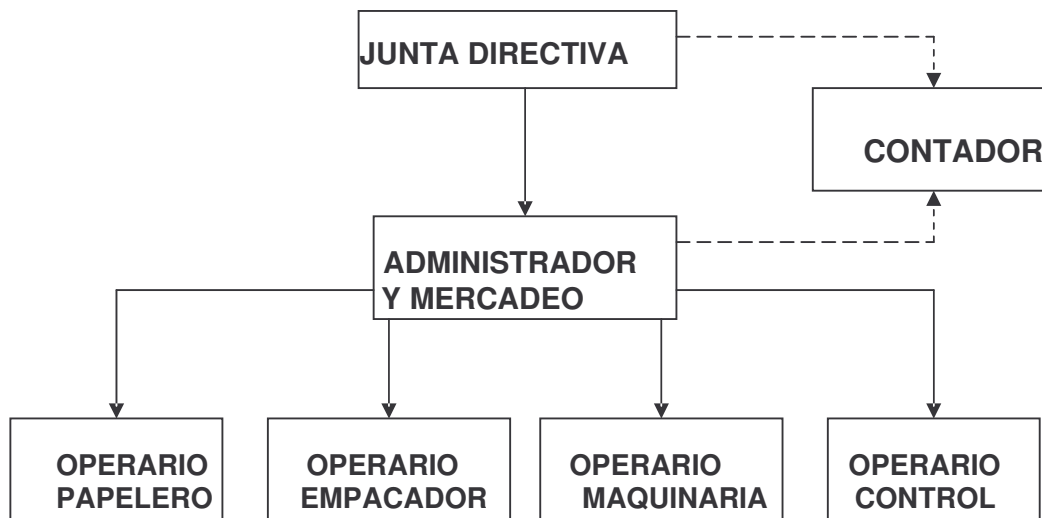 JUNTA DIRECTIVA
CONTADOR
ADMINISTRADOR
Y MERCADEO
OPERARIO
PAPELERO
OPERARIO
EMPACADOR
OPERARIO
MAQUINARIA
OPERARIO
CONTROL